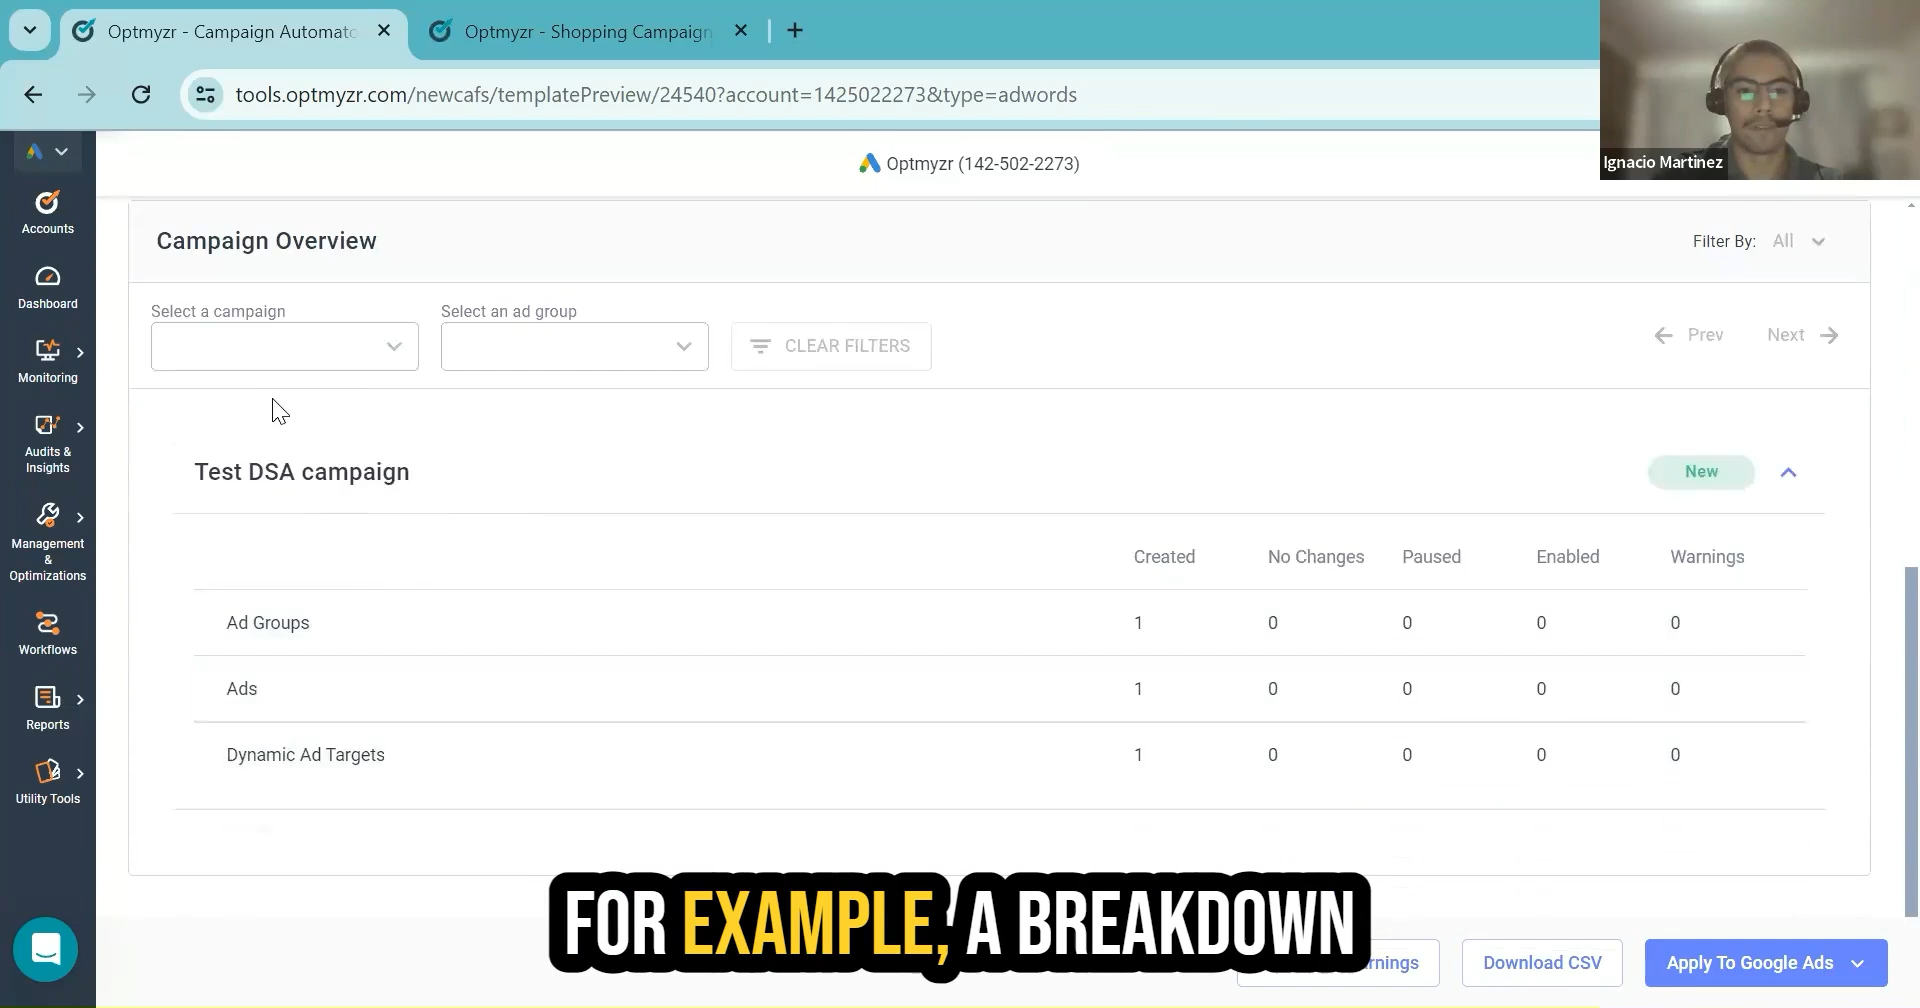 Optmyzr - Campaign Automato
Optmyzr - Shopping Campaign
tools.optmyzr.com/newcafs/templatePreview/24540?account=1425022273&type=adwords
Ignacio Martinez
Optmyzr (142-502-2273)
Accounts
Dashboard
Monitoring
Audits &
Insights
Management
&
Optimizations
Workflows
Reports
Utility Tools
Campaign Overview
Filter By: All
Select a campaign
Select an ad group
CLEAR FILTERS
Prev
Next
Test DSA campaign
New
Created No Changes Paused Enabled Warnings
Ad Groups 1 0 0 0 0
Ads 1 0 0 0 0
Dynamic Ad Targets 1 0 0 0 0
FOR EXAMPLE, A BREAKDOWN
Download CSV
Apply To Google Ads